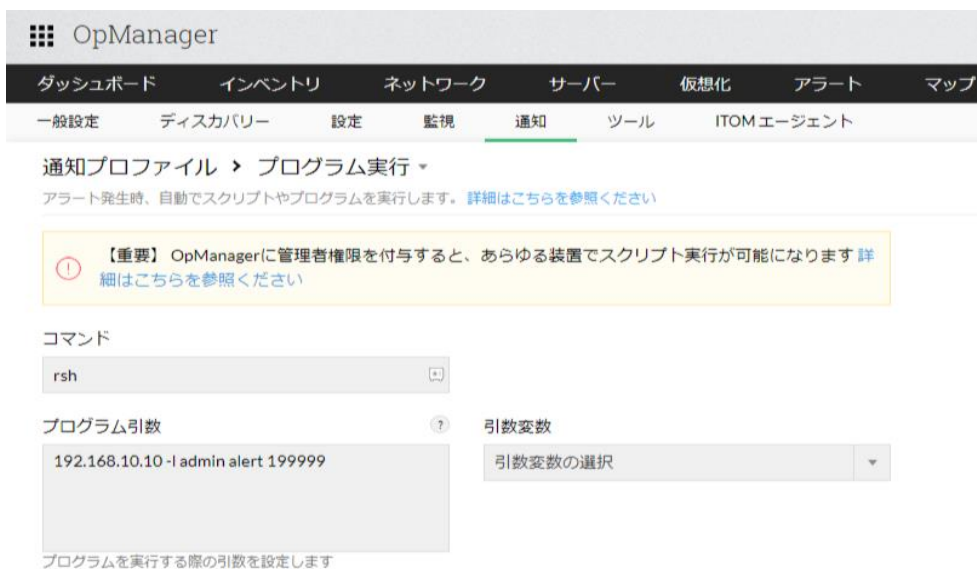 OpManager
ダッシュボード インベントリ ネットワーク サーバー 仮想化 アラート マップ
一般設定 ディスカバリー 設定 監視 通知 ツール ITOM エージェント
通知プロファイル > プログラム実行
アラート発生時、自動でスクリプトやプログラムを実行します。 詳細はこちらを参照ください
【重要】 OpManagerに管理者権限を付与すると、あらゆる装置でスクリプト実行が可能になります 詳
細はこちらを参照ください
コマンド
rsh
プログラム引数 ? 引数変数
192.168.10.10 -l admin alert 199999 引数変数の選択
プログラムを実行する際の引数を設定します